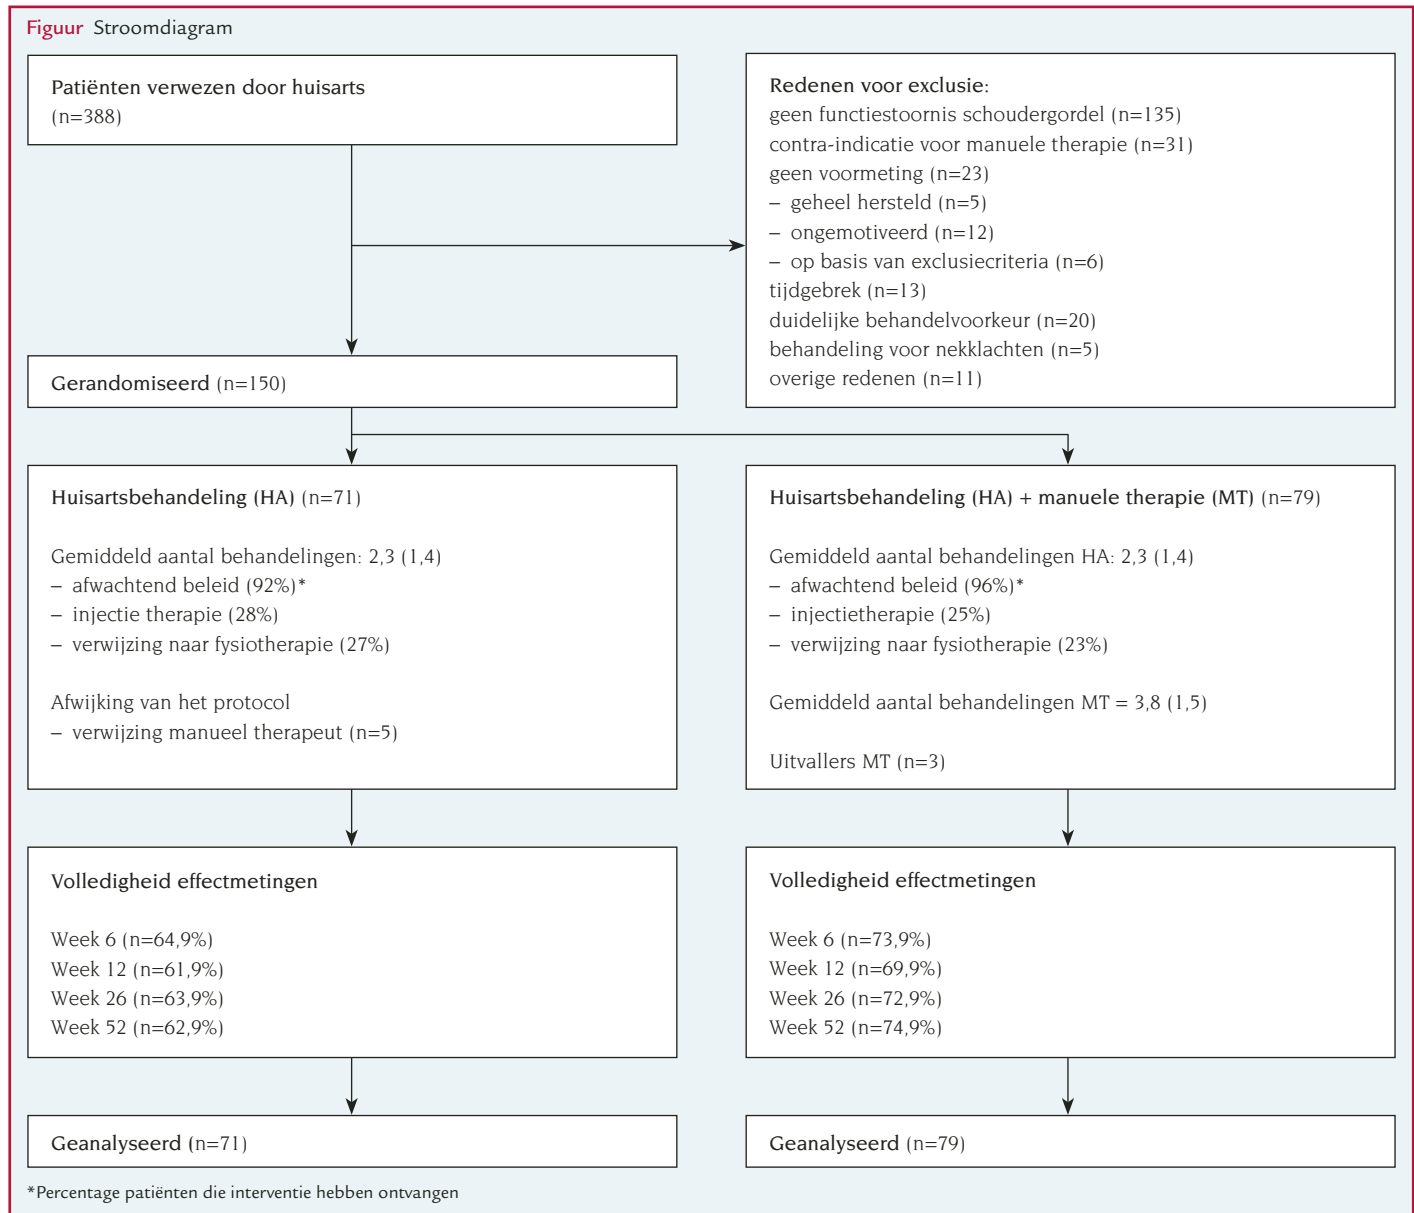 Figuur Stroomdiagram
Patiënten verwezen door huisarts
(n=388)
Redenen voor exclusie:
geen functiestoornis schoudergordel (n=135)
contra-indicatie voor manuele therapie (n=31)
geen voormeting (n=23)
– geheel hersteld (n=5)
– ongemotiveerd (n=12)
– op basis van exclusiecriteria (n=6)
tijdgebrek (n=13)
duidelijke behandelvoorkeur (n=20)
behandeling voor nekklachten (n=5)
overige redenen (n=11)
Gerandomiseerd (n=150)
Huisartsbehandeling (HA) (n=71)
Gemiddeld aantal behandelingen: 2,3 (1,4)
– afwachtend beleid (92%)*
– injectie therapie (28%)
– verwijzing naar fysiotherapie (27%)
Afwijking van het protocol
– verwijzing manueel therapeut (n=5)
Huisartsbehandeling (HA) + manuele therapie (MT) (n=79)
Gemiddeld aantal behandelingen HA: 2,3 (1,4)
– afwachtend beleid (96%)*
– injectietherapie (25%)
– verwijzing naar fysiotherapie (23%)
Gemiddeld aantal behandelingen MT = 3,8 (1,5)
Uitvallers MT (n=3)
Volledigheid effectmetingen
Week 6 (n=64,9%)
Week 12 (n=61,9%)
Week 26 (n=63,9%)
Week 52 (n=62,9%)
Volledigheid effectmetingen
Week 6 (n=73,9%)
Week 12 (n=69,9%)
Week 26 (n=72,9%)
Week 52 (n=74,9%)
Geanalyseerd (n=71)
Geanalyseerd (n=79)
*Percentage patiënten die interventie hebben ontvangen